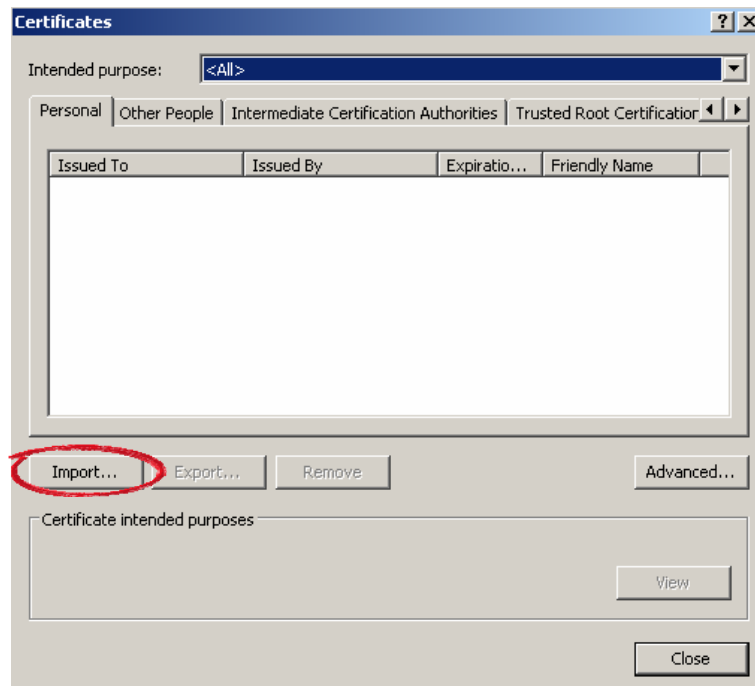 Certificates
Intended purpose: <All>
Personal Other People Intermediate Certification Authorities Trusted Root Certification
Issued To Issued By Expiratio... Friendly Name
Import... Export... Remove Advanced...
Certificate intended purposes
View
Close